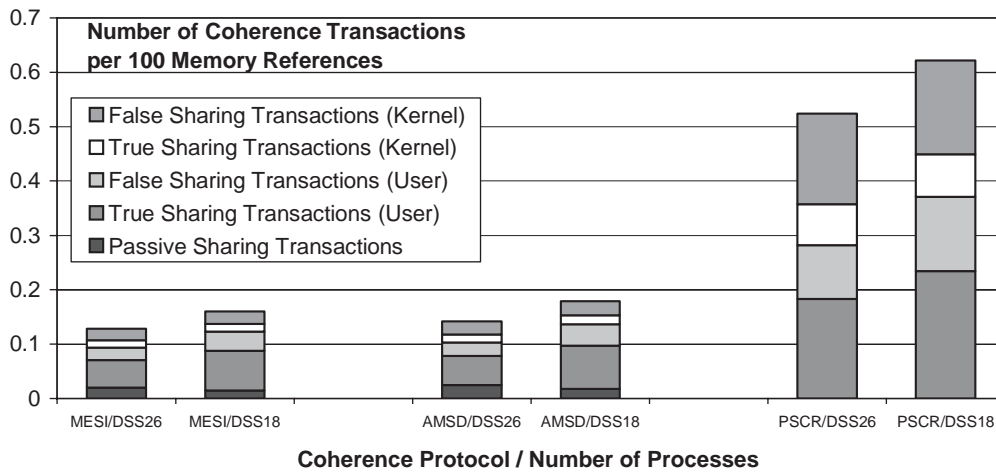 0.7
0.6
0.5
0.4
0.3
0.2
0.1
0
Number of Coherence Transactions
per 100 Memory References
False Sharing Transactions (Kernel)
True Sharing Transactions (Kernel)
False Sharing Transactions (User)
True Sharing Transactions (User)
Passive Sharing Transactions
MESI/DSS26 MESI/DSS18 AMSD/DSS26 AMSD/DSS18 PSCR/DSS26 PSCR/DSS18
Coherence Protocol / Number of Processes